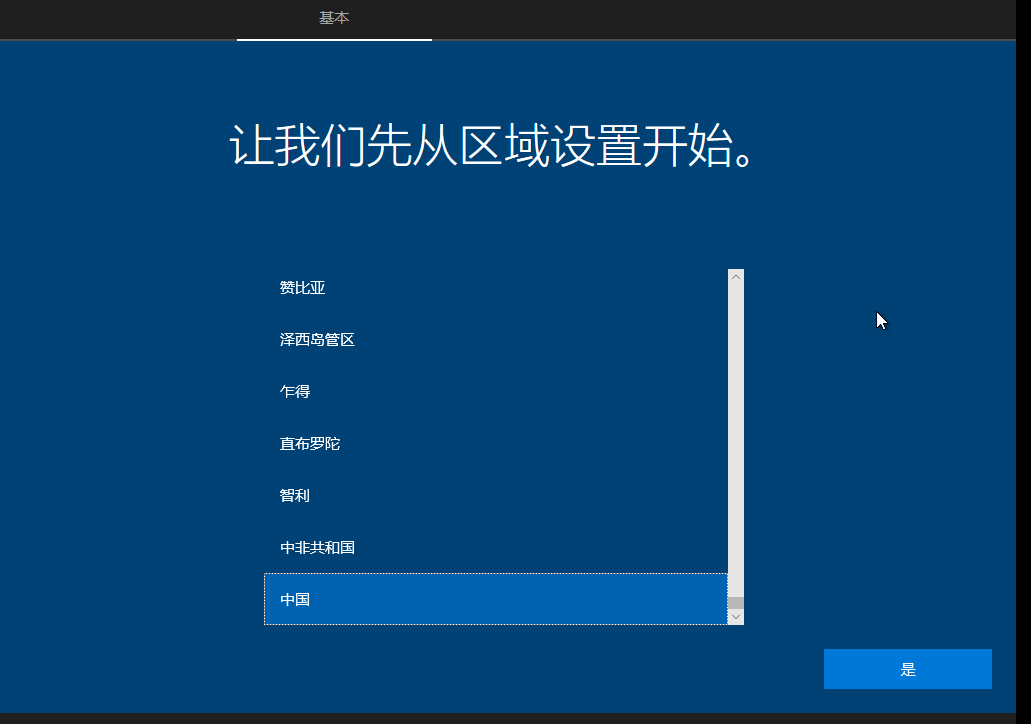 基本
让我们先从区域设置开始。
赞比亚
泽西岛管区
乍得
直布罗陀
智利
中非共和国
中国
是